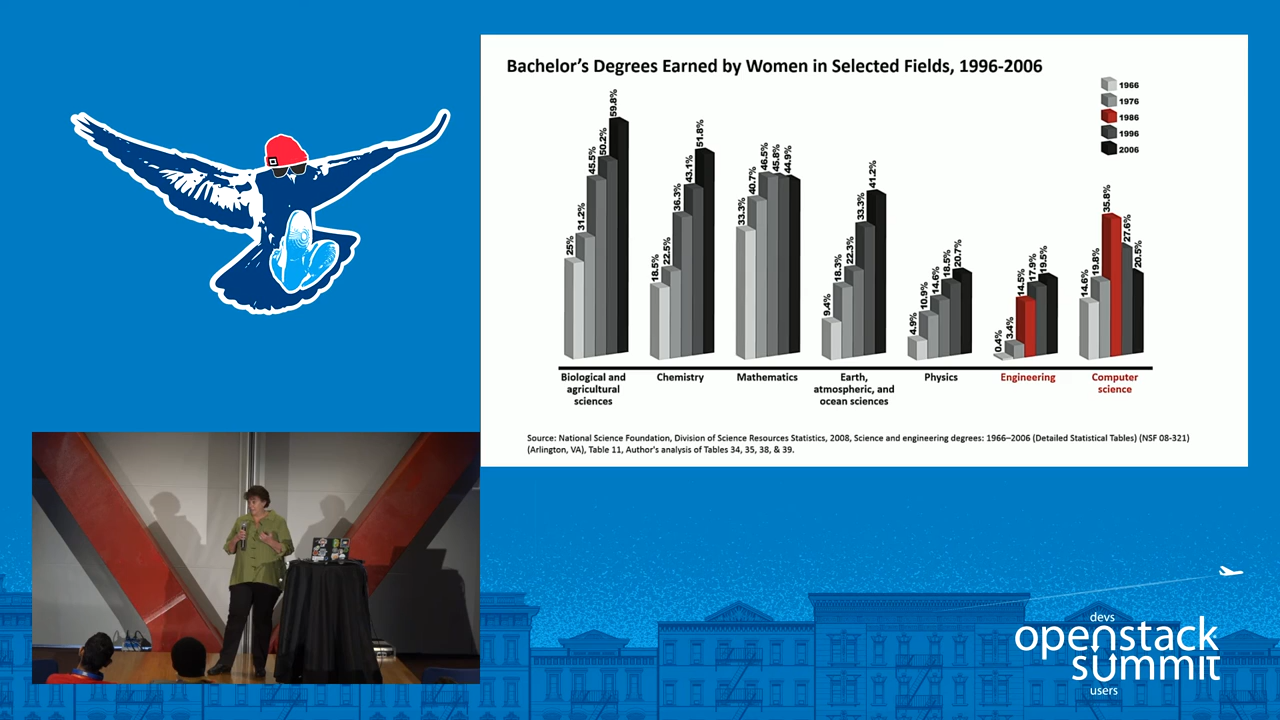 Bachelor's Degrees Earned by Women in Selected Fields, 1996-2006
1966
1976
1986
1996
2006
25%
31.2%
45.5%
50.2%
59.8%
18.5%
22.5%
36.3%
43.1%
51.8%
33.3%
40.7%
46.5%
45.8%
44.9%
9.4%
18.3%
22.3%
33.3%
41.2%
4.9%
10.9%
14.6%
18.5%
20.7%
0.4%
3.4%
14.5%
17.9%
19.5%
14.6%
19.8%
35.8%
27.6%
20.5%
Biological and
agricultural
sciences
Chemistry
Mathematics
Earth,
atmospheric, and
ocean sciences
Physics
Engineering
Computer
science
Source: National Science Foundation, Division of Science Resources Statistics, 2008, Science and engineering degrees: 1966–2006 (Detailed Statistical Tables) (NSF 08-321)
(Arlington, VA), Table 11, Author's analysis of Tables 34, 35, 38, & 39.
devs
openstack
summit
users